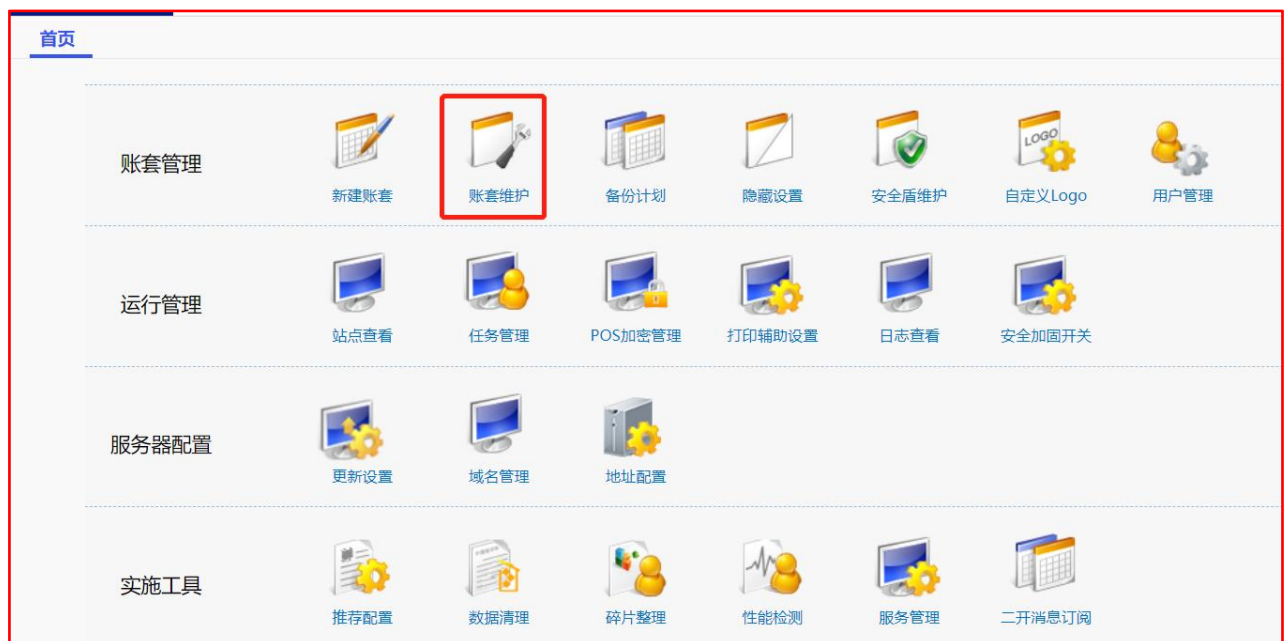 首页
账套管理
新建账套
账套维护
备份计划
隐藏设置
安全盾维护
LOGO
自定义Logo
用户管理
运行管理
站点查看
任务管理
POS加密管理
打印辅助设置
日志查看
安全加固开关
服务器配置
更新设置
域名管理
地址配置
实施工具
推荐配置
数据清理
碎片整理
性能检测
服务管理
二开消息订阅